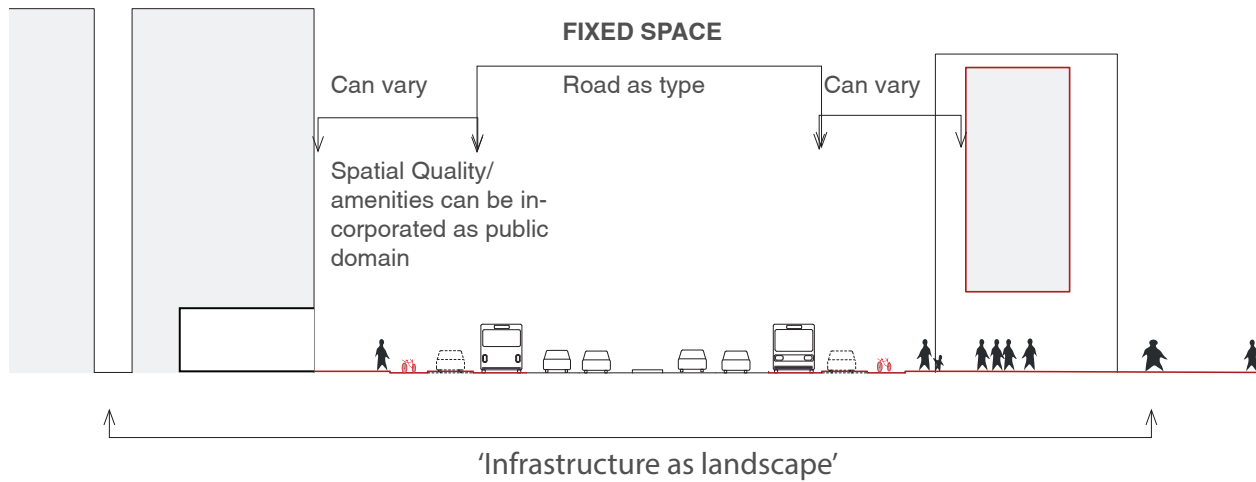 FIXED SPACE
Can vary
Road as type
Can vary
Spatial Quality/
amenities can be in-
corporated as public
domain
‘Infrastructure as landscape’